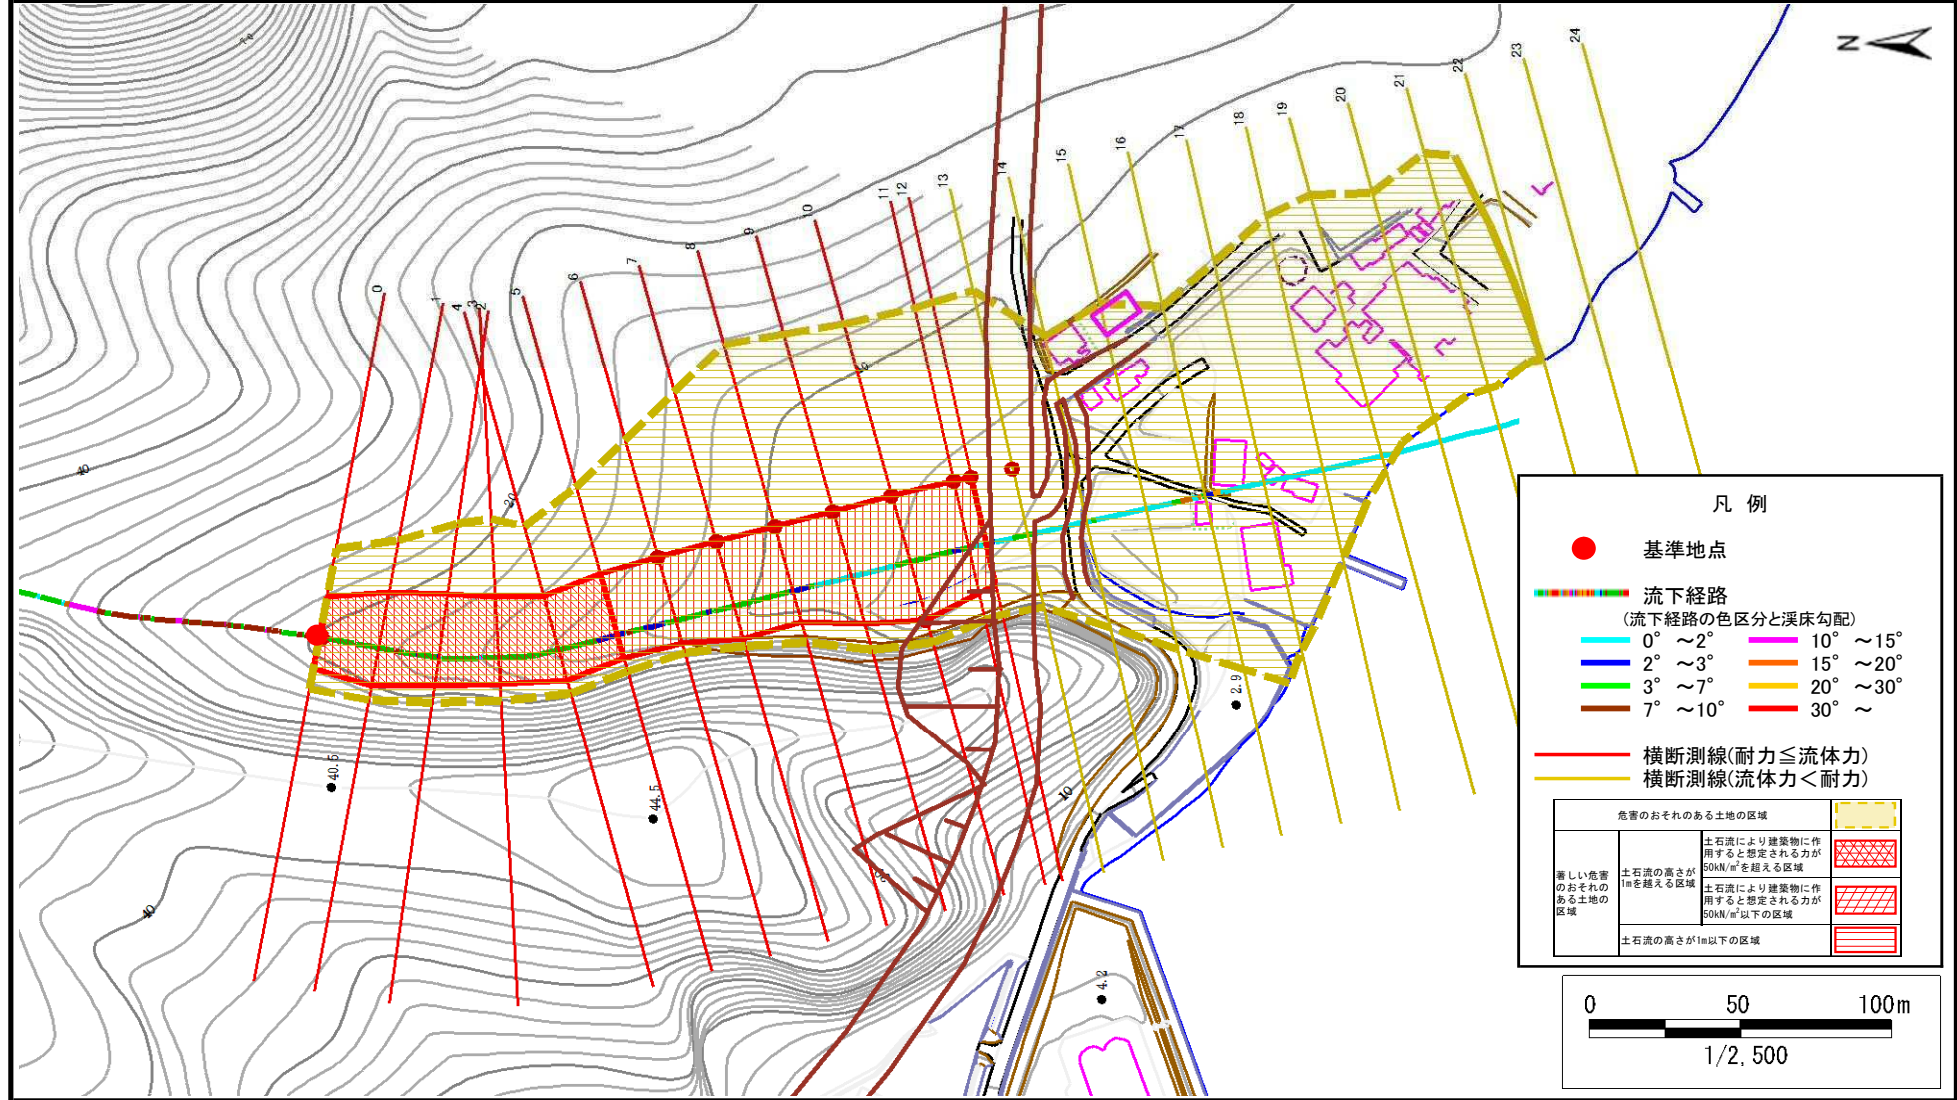 N
0
1
4
3
2
5
6
7
8
9
10
11
12
13
14
15
16
17
18
19
20
21
22
23
24
40
20
40.5
44.5
40
10
2.9
4.2
凡 例
基準地点
流下経路
(流下経路の色区分と渓床勾配)
0° ～2° 10° ～15°
2° ～3° 15° ～20°
3° ～7° 20° ～30°
7° ～10° 30° ～
横断測線(耐力≦流体力)
横断測線(流体力＜耐力)
危害のおそれのある土地の区域
著しい危害
のおそれの
ある土地の
区域
土石流の高さが
1mを越える区域
土石流により建築物に作
用すると想定される力が
50kN/m²を超える区域
土石流により建築物に作
用すると想定される力が
50kN/m²以下の区域
土石流の高さが1m以下の区域
0 50 100m
1/2,500